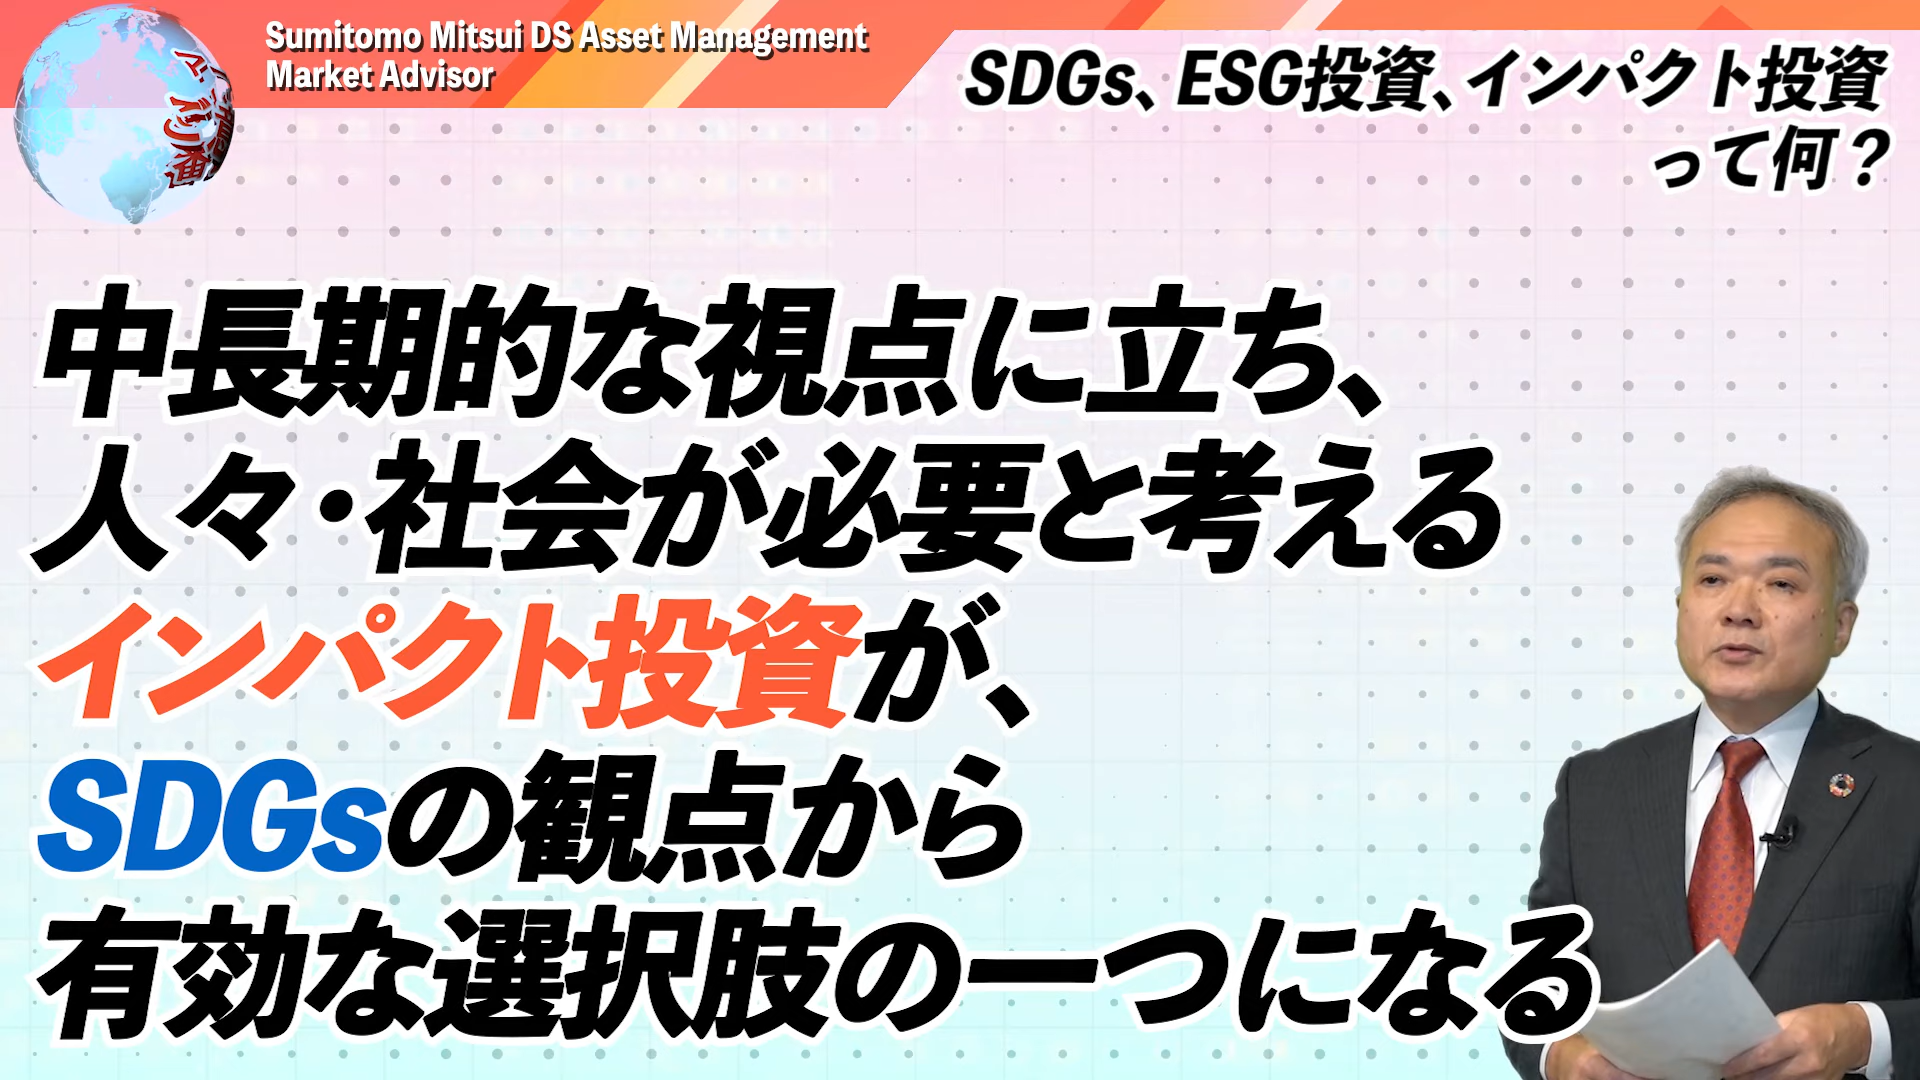 Sumitomo Mitsui DS Asset Management
Market Advisor
SDGs、ESG投資、インパクト投資
って何？
中長期的な視点に立ち、
人々・社会が必要と考える
インパクト投資が、
SDGsの観点から
有効な選択肢の一つになる